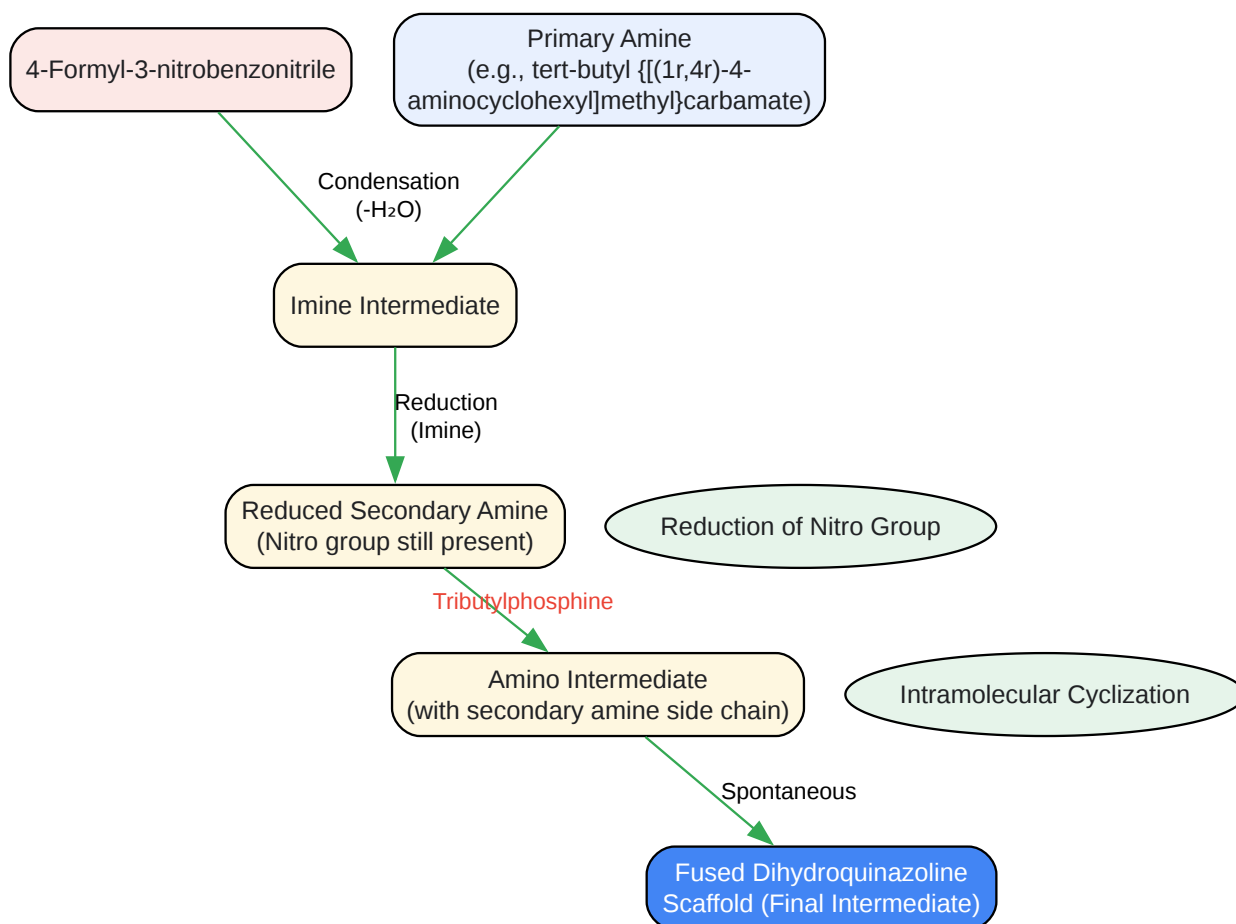 4-Formyl-3-nitrobenzonitrile
Primary Amine
(e.g., tert-butyl {[(1r,4r)-4-
aminocyclohexyl]methyl}carbamate)
Condensation
(-H₂O)
Imine Intermediate
Reduction
(Imine)
Reduced Secondary Amine
(Nitro group still present)
Reduction of Nitro Group
Tributylphosphine
Amino Intermediate
(with secondary amine side chain)
Intramolecular Cyclization
Spontaneous
Fused Dihydroquinazoline
Scaffold (Final Intermediate)